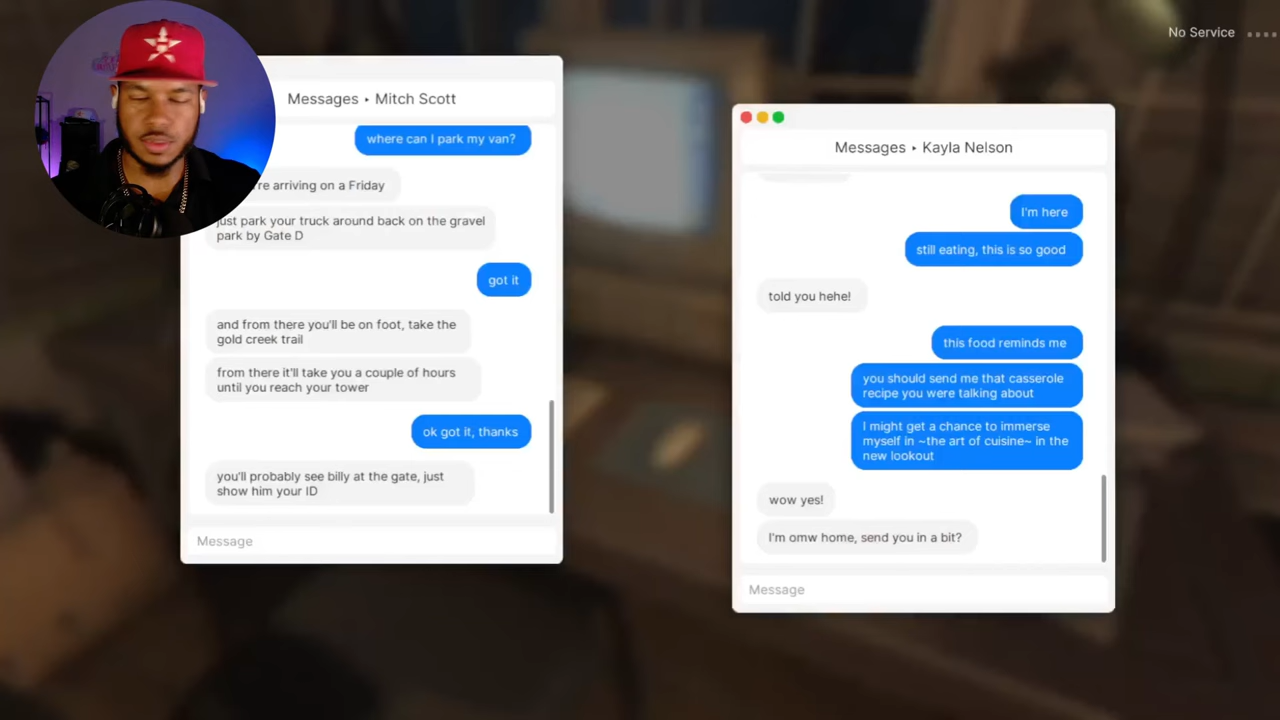 No Service
Messages ‣ Mitch Scott
where can I park my van?
're arriving on a Friday
just park your truck around back on the gravel
park by Gate D
got it
and from there you'll be on foot, take the
gold creek trail
from there it'll take you a couple of hours
until you reach your tower
ok got it, thanks
you'll probably see billy at the gate, just
show him your ID
Message
Messages ‣ Kayla Nelson
I'm here
still eating, this is so good
told you hehe!
this food reminds me
you should send me that casserole
recipe you were talking about
I might get a chance to immerse
myself in ~the art of cuisine~ in the
new lookout
wow yes!
I'm omw home, send you in a bit?
Message